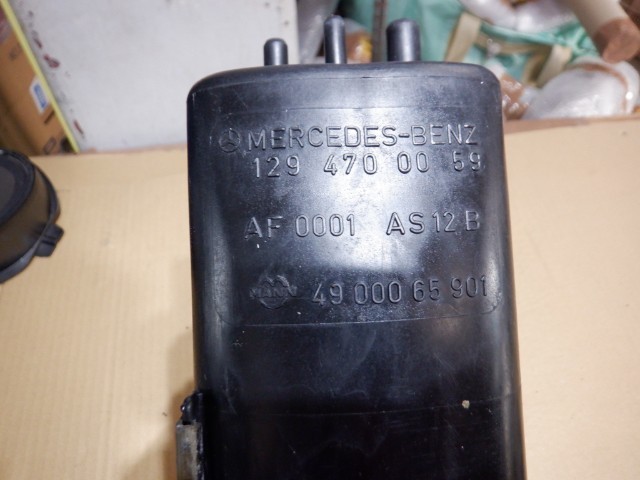 MERCEDES-BENZ
129 470 00 59
AF 0001 AS 12 B
49 000 65 901